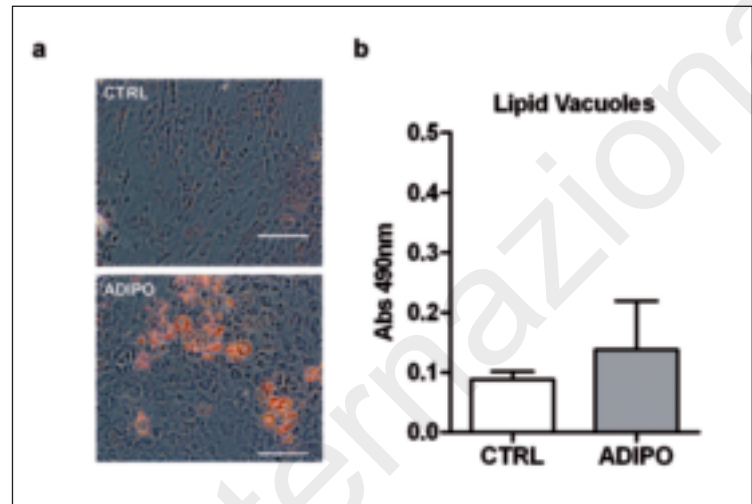 a
b
CTRL
ADIPO
Lipid Vacuoles
Abs 490nm
0.5
0.4
0.3
0.2
0.1
0.0
CTRL
ADIPO
ternaziona